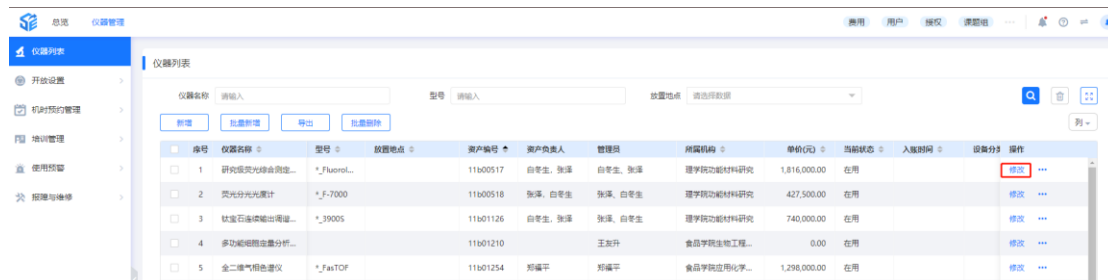 总览 仪器管理 费用 用户 授权 课题组 ...
仪器列表
开放设置
机时预约管理
培训管理
使用预警
报障与维修
仪器列表
仪器名称 请输入 型号 请输入 放置地点 请选择数据
新增 批量新增 导出 批量删除 列
序号 仪器名称 型号 放置地点 资产编号 资产负责人 管理员 所属机构 单价(元) 当前状态 入账时间 设备分类 操作
1 研究级荧光综合测定... *_Fluorol... 11b00517 白冬生, 张泽 白冬生、张泽 理学院功能材料研究 1,816,000.00 在用 修改 ...
2 荧光分光光度计 *_F-7000 11b00518 张泽, 白冬生 张泽、白冬生 理学院功能材料研究 427,500.00 在用 修改 ...
3 钛宝石连续输出调谐... *_3900S 11b01126 白冬生, 张泽 张泽、白冬生 理学院功能材料研究 740,000.00 在用 修改 ...
4 多功能细胞定量分析... 11b01210 王友升 食品学院生物工程... 0.00 在用 修改 ...
5 全二维气相色谱仪 *_FasTOF 11b01254 郑福平 郑福平 食品学院应用化学... 1,298,000.00 在用 修改 ...